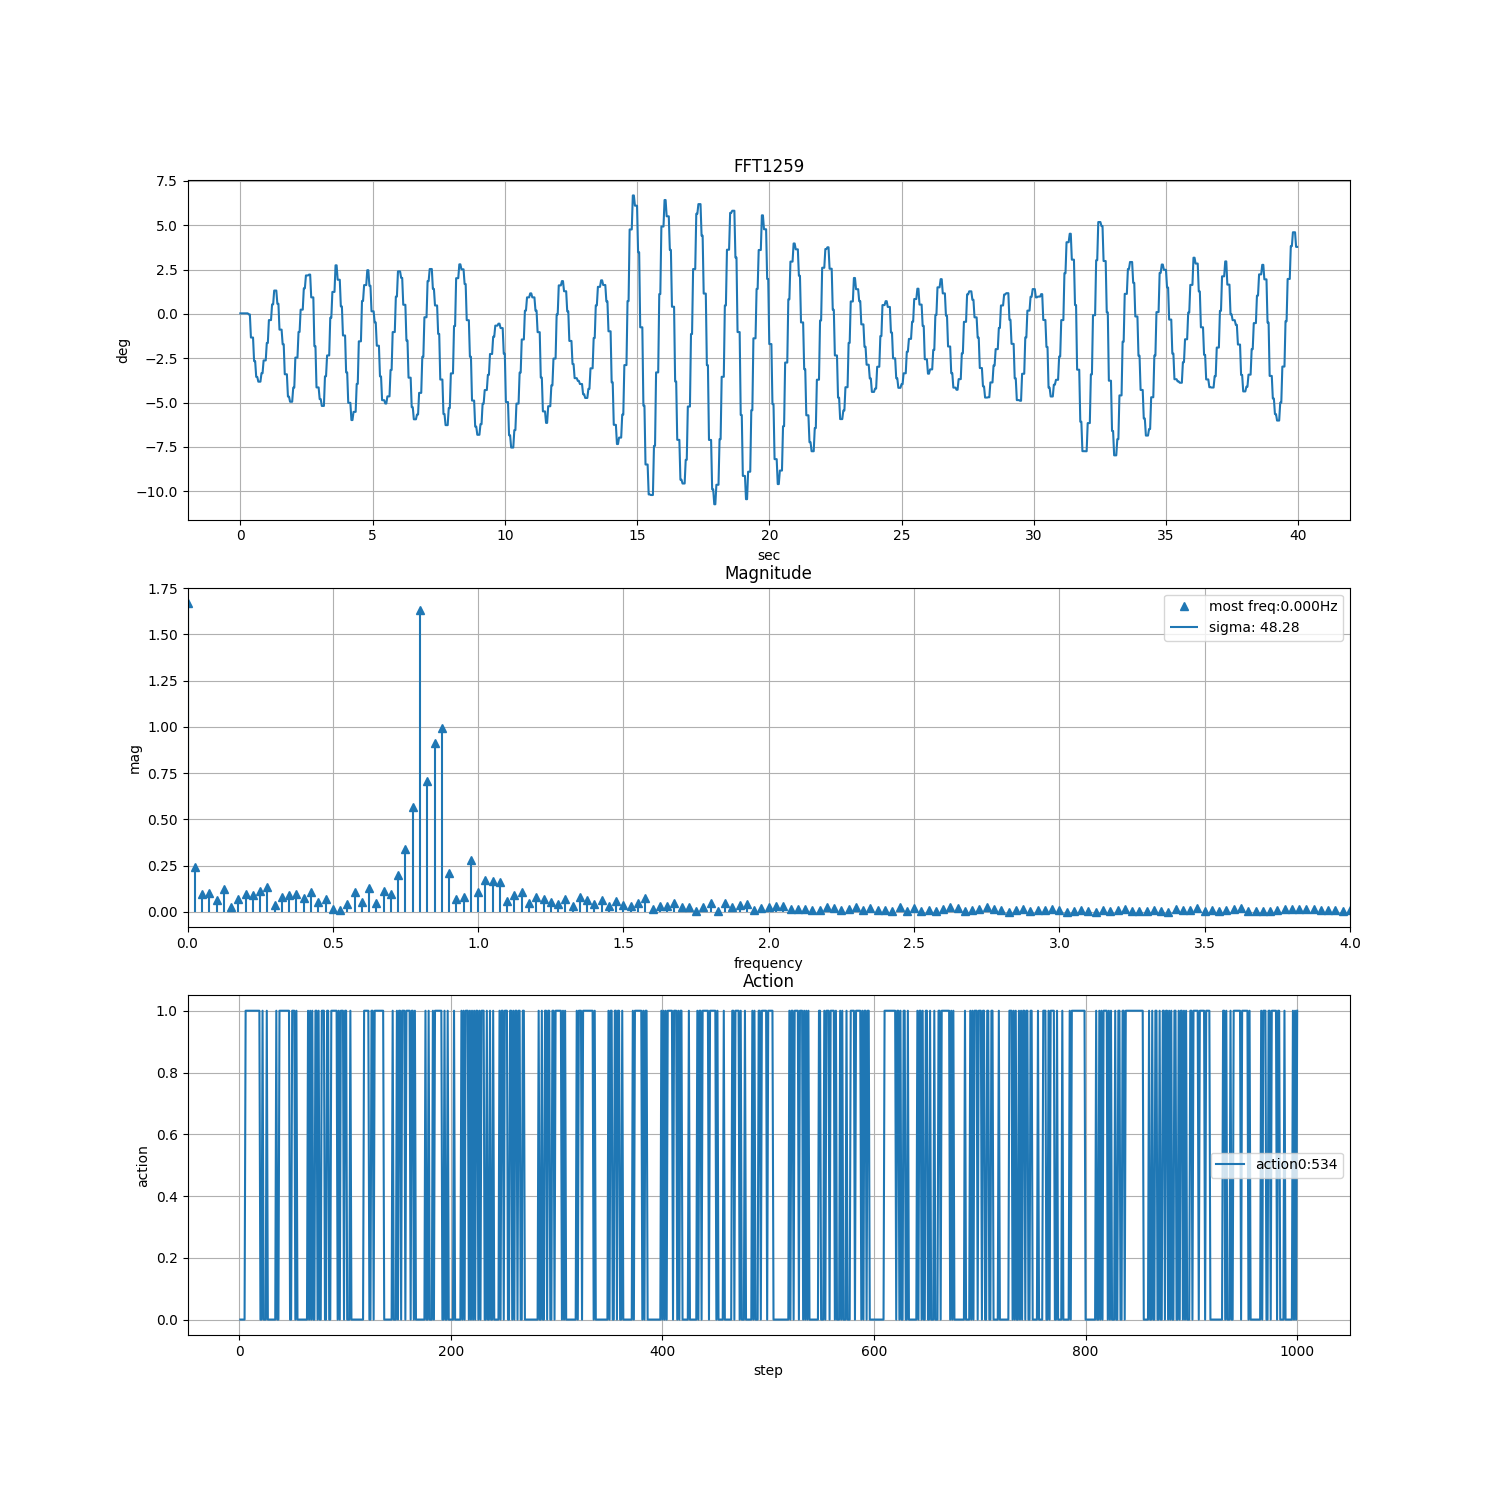 FFT1259
7.5
5.0
2.5
0.0
−2.5
−5.0
−7.5
−10.0
deg
0 5 10 15 20 25 30 35 40
sec
Magnitude
1.75
1.50
1.25
1.00
0.75
0.50
0.25
0.00
mag
most freq:0.000Hz
sigma: 48.28
0.0 0.5 1.0 1.5 2.0 2.5 3.0 3.5 4.0
frequency
Action
1.0
0.8
0.6
0.4
0.2
0.0
action
action0:534
0 200 400 600 800 1000
step